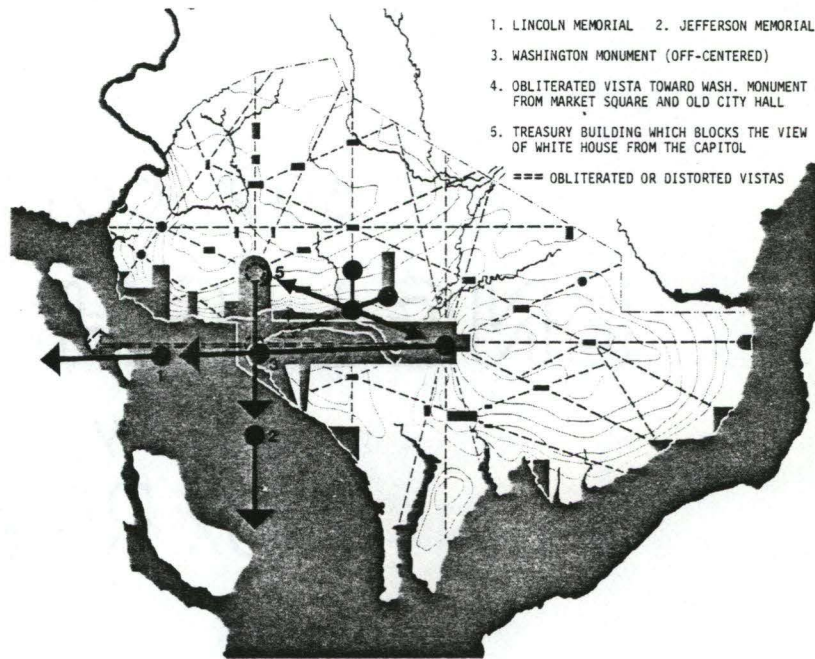 1. LINCOLN MEMORIAL 2. JEFFERSON MEMORIAL
3. WASHINGTON MONUMENT (OFF-CENTERED)
4. OBLITERATED VISTA TOWARD WASH. MONUMENT
FROM MARKET SQUARE AND OLD CITY HALL
5. TREASURY BUILDING WHICH BLOCKS THE VIEW
OF WHITE HOUSE FROM THE CAPITOL
=== OBLITERATED OR DISTORTED VISTAS
5
3
1
2